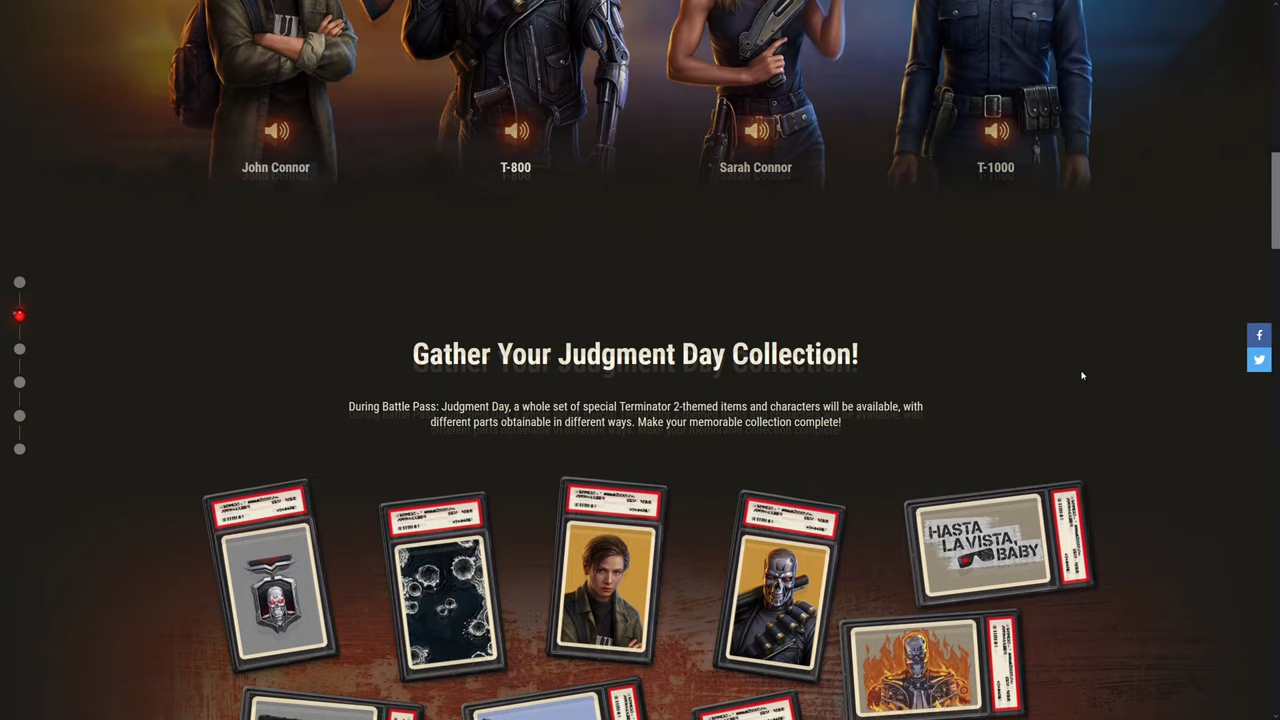 John Connor
T-800
Sarah Connor
T-1000
Gather Your Judgment Day Collection!
During Battle Pass: Judgment Day, a whole set of special Terminator 2-themed items and characters will be available, with
different parts obtainable in different ways. Make your memorable collection complete!
HASTA
LA VISTA,
BABY